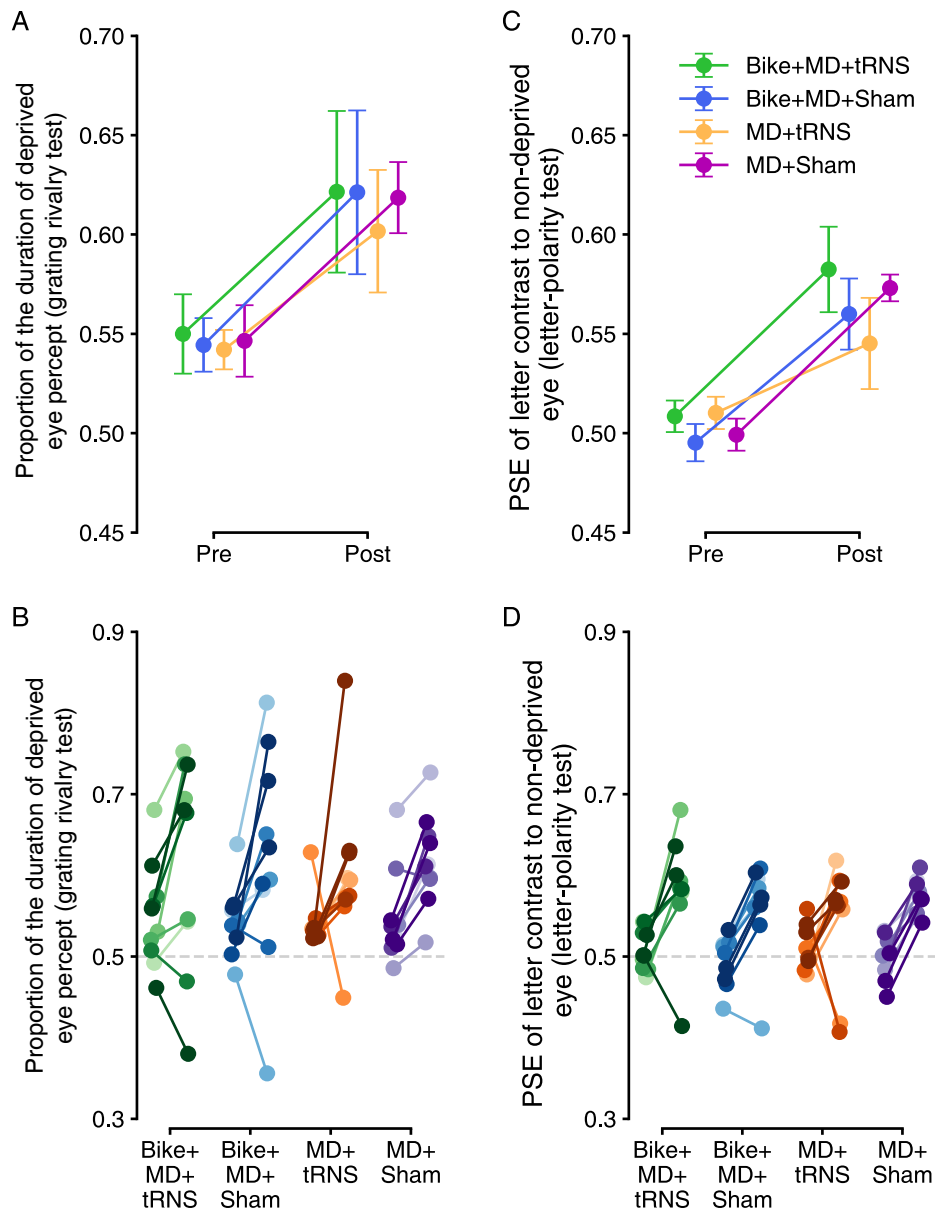 A
Proportion of the duration of deprived
eye percept (grating rivalry test)
0.70
0.65
0.60
0.55
0.50
0.45
Pre
Post
C
PSE of letter contrast to non-deprived
eye (letter-polarity test)
0.70
0.65
0.60
0.55
0.50
0.45
Bike+MD+tRNS
Bike+MD+Sham
MD+tRNS
MD+Sham
Pre
Post
B
Proportion of the duration of deprived
eye percept (grating rivalry test)
0.9
0.7
0.5
0.3
Bike+
MD+
tRNS
Bike+
MD+
Sham
MD+
tRNS
MD+
Sham
D
PSE of letter contrast to non-deprived
eye (letter-polarity test)
0.9
0.7
0.5
0.3
Bike+
MD+
tRNS
Bike+
MD+
Sham
MD+
tRNS
MD+
Sham